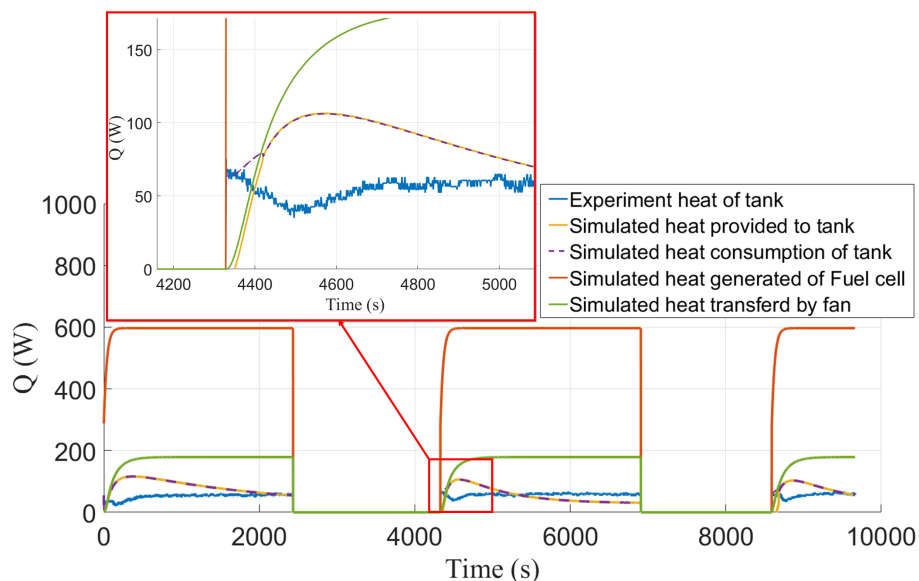 150
100
50
0
Q (W)
4200 4400 4600 4800 5000
Time (s)
Experiment heat of tank
Simulated heat provided to tank
Simulated heat consumption of tank
Simulated heat generated of Fuel cell
Simulated heat transferd by fan
1000
800
600
400
200
0
Q (W)
0 2000 4000 6000 8000 10000
Time (s)